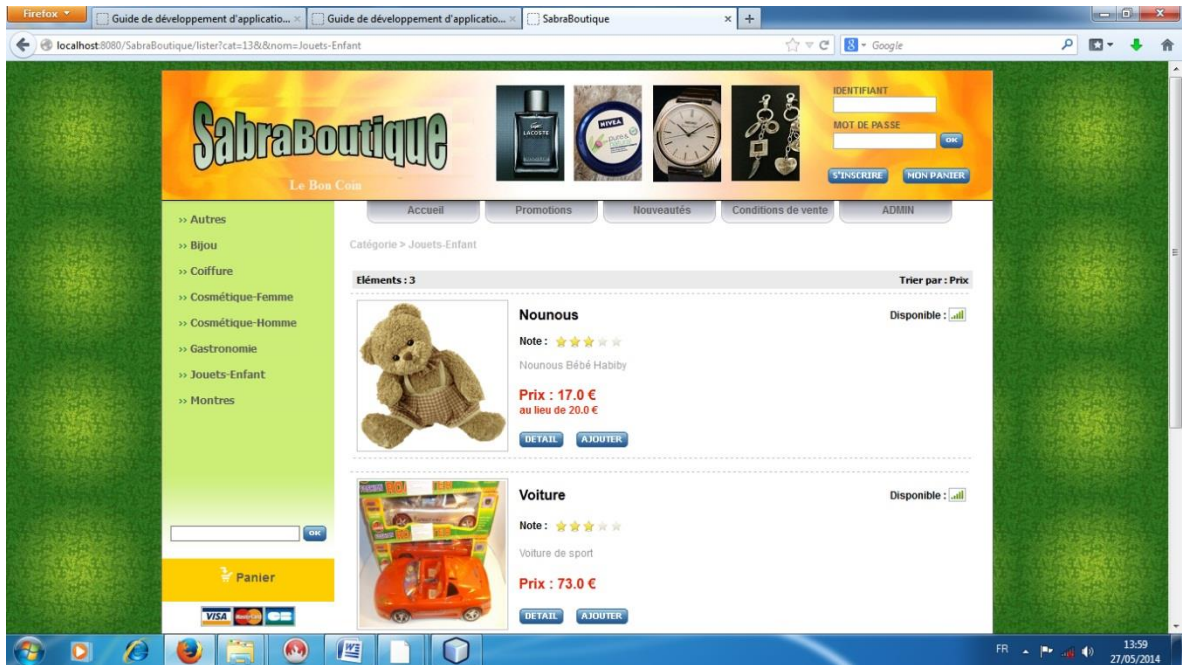 Firefox
Guide de développement d'applicatio...
Guide de développement d'applicatio...
SabraBoutique
localhost:8080/SabraBoutique/lister?cat=13&&nom=Jouets-Enfant
Google
SabraBoutique
Le Bon Coin
LACOSTE
NIVEA
IDENTIFIANT
MOT DE PASSE
OK
S'INSCRIRE
MON PANIER
Accueil
Promotions
Nouveautés
Conditions de vente
ADMIN
›› Autres
›› Bijou
›› Coiffure
›› Cosmétique-Femme
›› Cosmétique-Homme
›› Gastronomie
›› Jouets-Enfant
›› Montres
OK
Panier
VISA
Catégorie > Jouets-Enfant
Eléments : 3
Trier par : Prix
Nounous
Disponible :
Note :
Nounous Bébé Habiby
Prix : 17.0 €
au lieu de 20.0 €
DETAIL
AJOUTER
Voiture
Disponible :
Note :
Voiture de sport
Prix : 73.0 €
DETAIL
AJOUTER
FR
13:59
27/05/2014